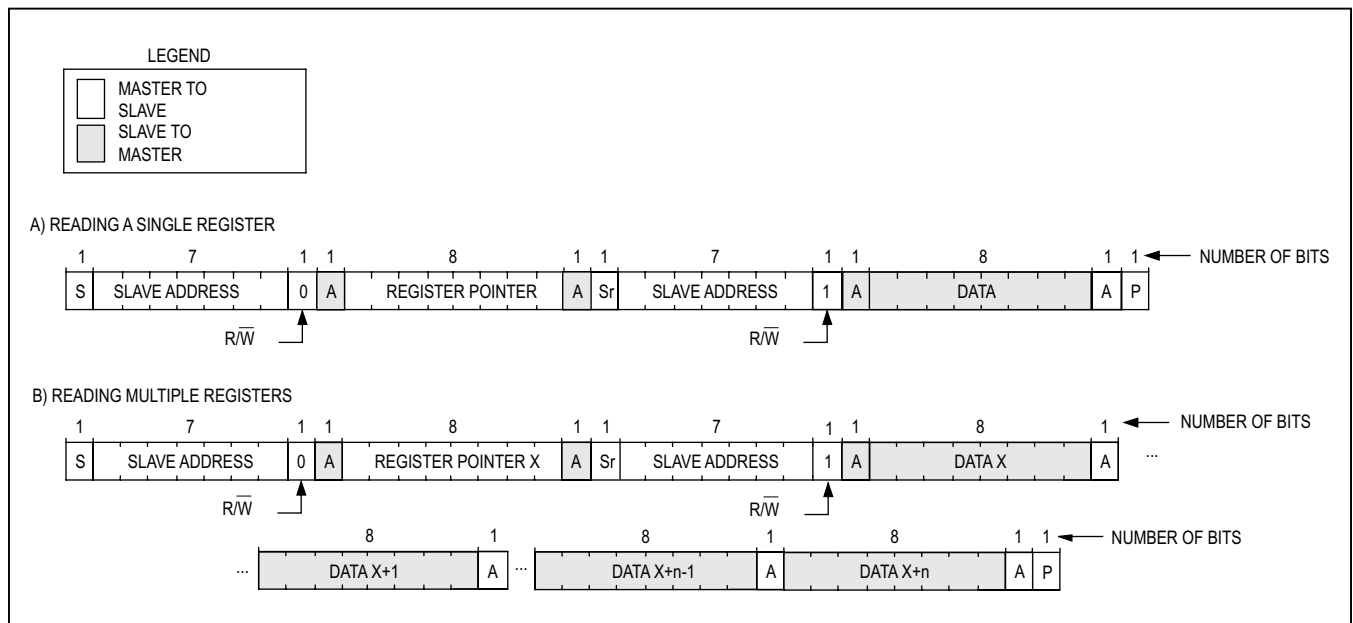 LEGEND
MASTER TO
SLAVE
SLAVE TO
MASTER
A) READING A SINGLE REGISTER
1 7 1 1 8 1 1 7 1 1 8 1 1 NUMBER OF BITS
S SLAVE ADDRESS 0 A REGISTER POINTER A Sr SLAVE ADDRESS 1 A DATA A P
R/W̅ R/W̅
B) READING MULTIPLE REGISTERS
1 7 1 1 8 1 1 7 1 1 8 1 NUMBER OF BITS
S SLAVE ADDRESS 0 A REGISTER POINTER X A Sr SLAVE ADDRESS 1 A DATA X A ...
R/W̅ R/W̅
8 1 8 1 8 1 1 NUMBER OF BITS
... DATA X+1 A ... DATA X+n-1 A DATA X+n A P